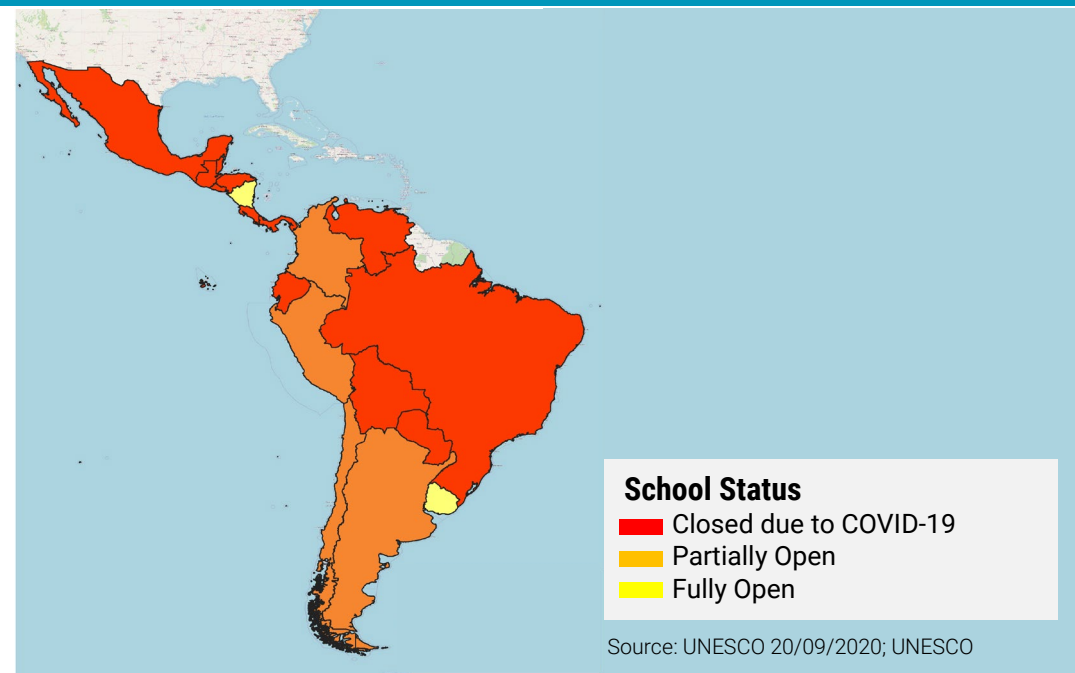 School Status
Closed due to COVID-19
Partially Open
Fully Open
Source: UNESCO 20/09/2020; UNESCO